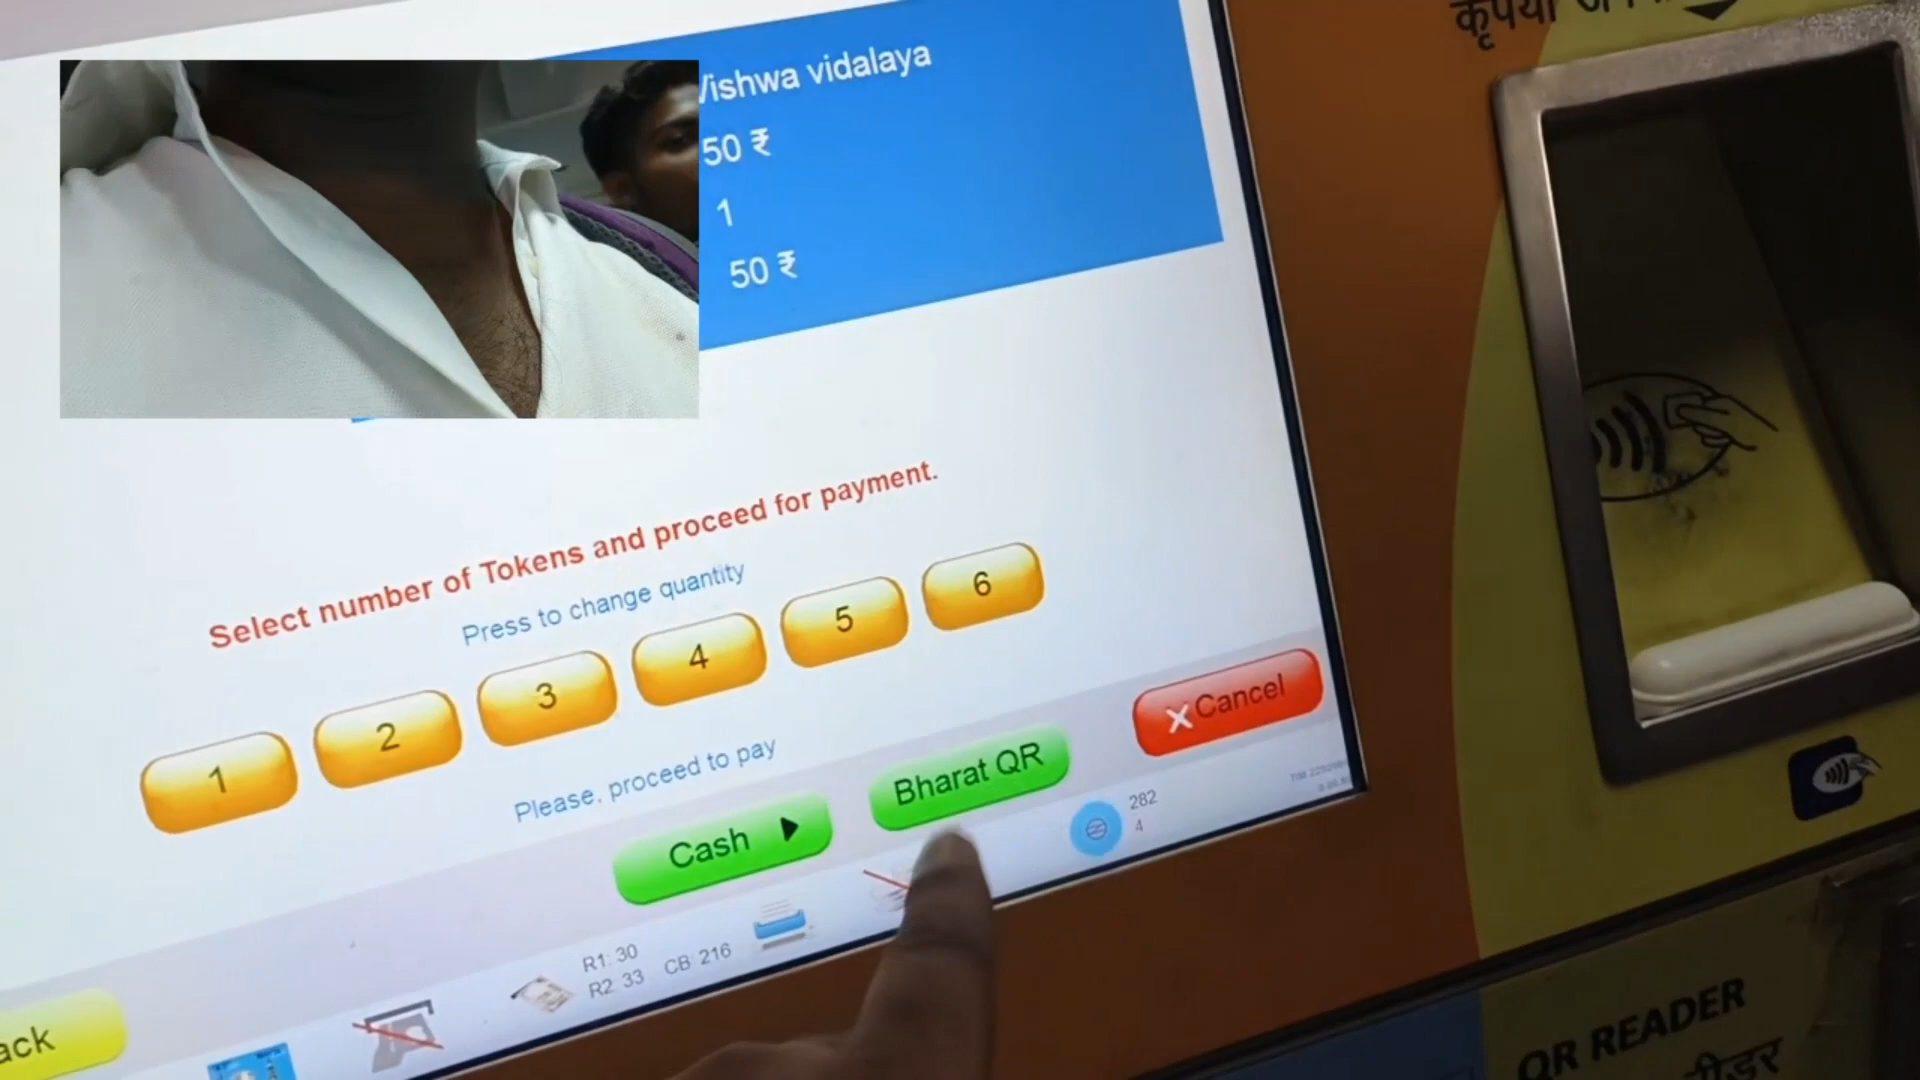 कृपया
Vishwa vidalaya
50 ₹
1
50 ₹
Select number of Tokens and proceed for payment.
Press to change quantity
1 2 3 4 5 6
Please, proceed to pay
Cash
Bharat QR
Cancel
282
4
R1: 30
R2: 33
CB: 216
ack
QR READER
रीडर